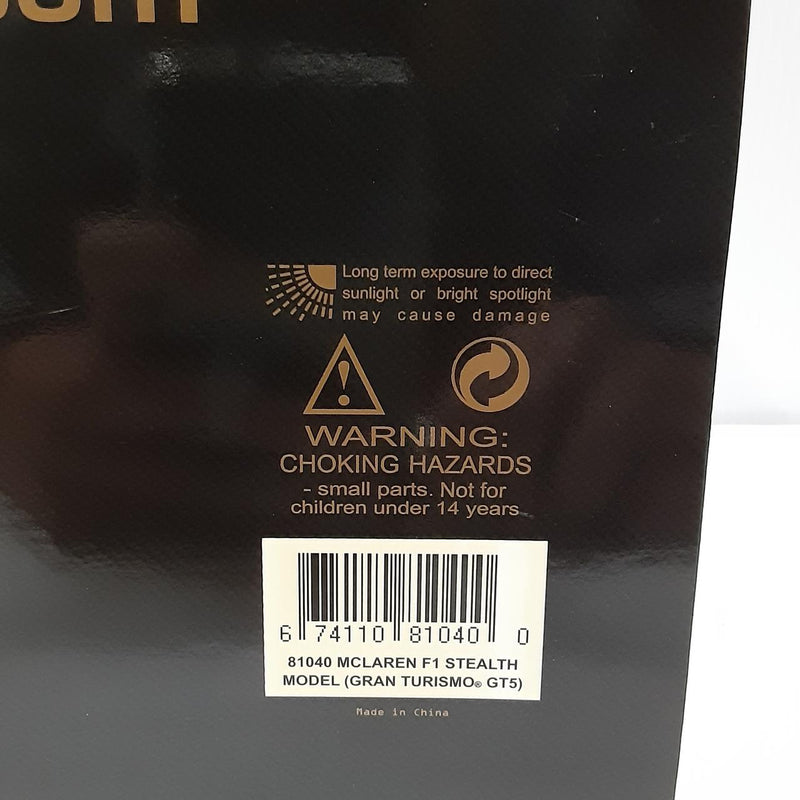 Long term exposure to direct
sunlight or bright spotlight
may cause damage
WARNING:
CHOKING HAZARDS
- small parts. Not for
children under 14 years
6 74110 81040 0
81040 MCLAREN F1 STEALTH
MODEL (GRAN TURISMO® GT5)
Made in China